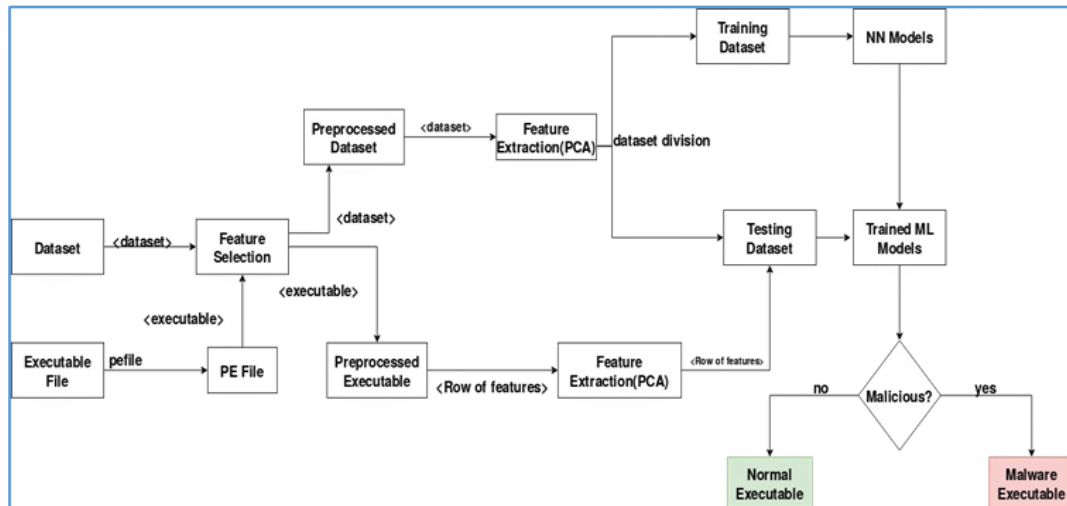 Training
Dataset
NN Models
Preprocessed
Dataset
<dataset>
Feature
Extraction(PCA)
dataset division
<dataset>
Dataset
<dataset>
Feature
Selection
Testing
Dataset
Trained ML
Models
<executable>
<executable>
Executable
File
pefile
PE File
Preprocessed
Executable
<Row of features>
Feature
Extraction(PCA)
<Row of features>
Malicious?
no
yes
Normal
Executable
Malware
Executable